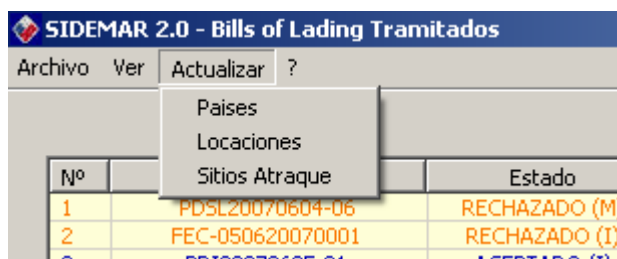 SIDEMAR 2.0 - Bills of Lading Tramitados
Archivo Ver Actualizar ?
Paises
Locaciones
Sitios Atraque
Nº Estado
1 PDSL20070604-06 RECHAZADO (M
2 FEC-050620070001 RECHAZADO (I)